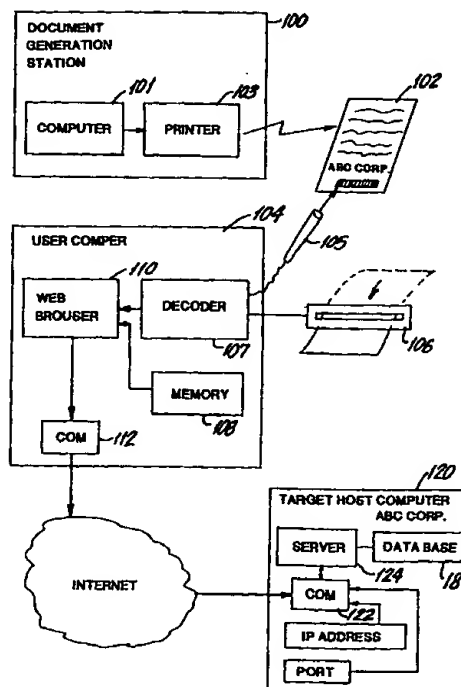 DOCUMENT
GENERATION
STATION
100
101
COMPUTER
103
PRINTER
102
ABC CORP.
USER COMPER
104
105
110
WEB
BROUSER
DECODER
107
106
MEMORY
108
COM
112
INTERNET
120
TARGET HOST COMPUTER
ABC CORP.
SERVER
124
DATA BASE
18
COM
122
IP ADDRESS
PORT